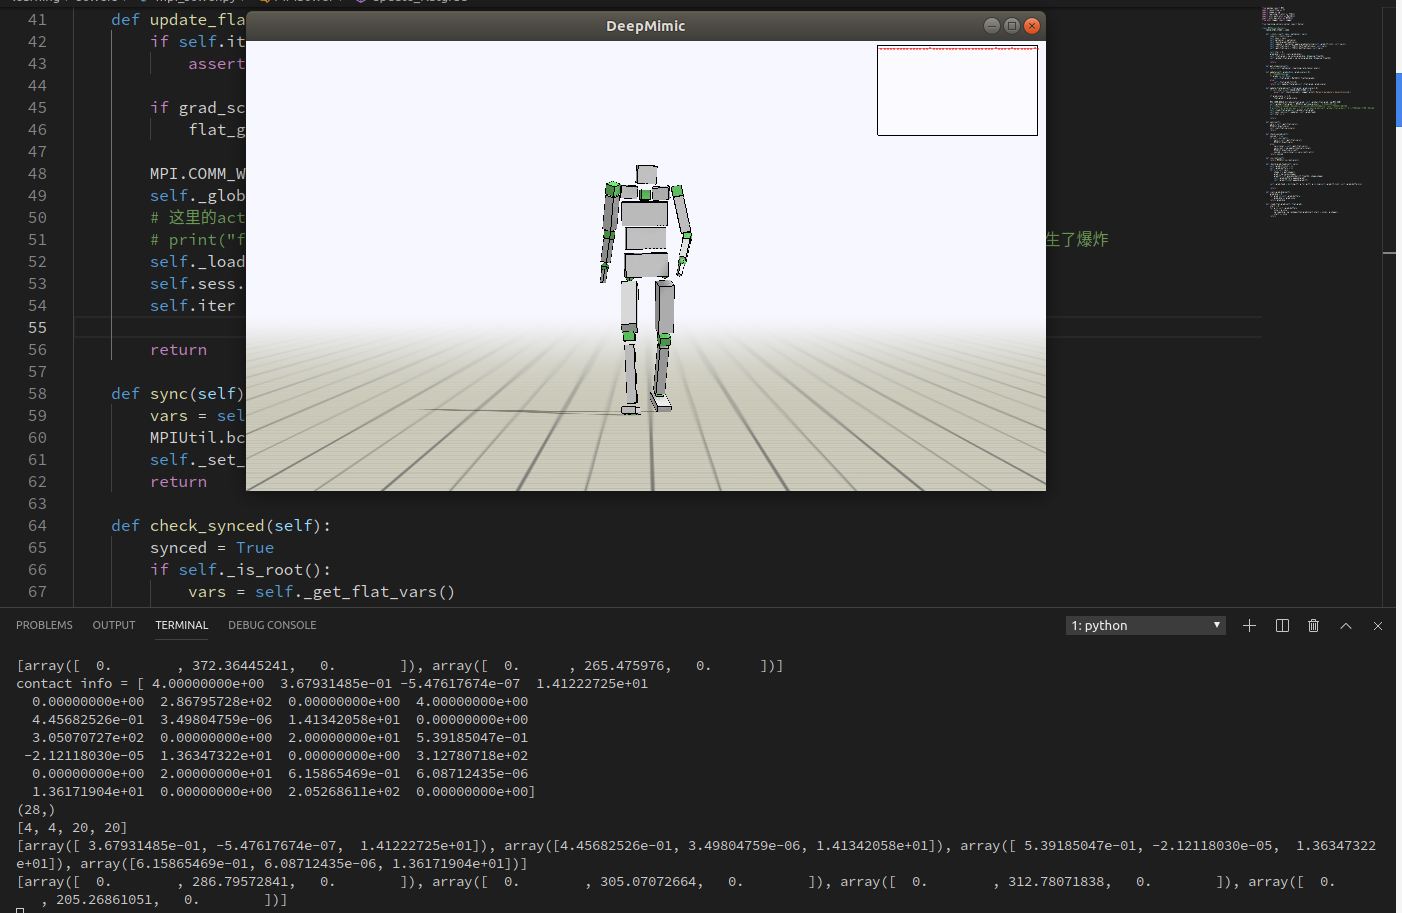 DeepMimic
41 def update_fla
42 if self.it
43 assert
44
45 if grad_sc
46 flat_g
47
48 MPI.COMM_W
49 self._glob
50 # 这里的act
51 # print("f 生了爆炸
52 self._load
53 self.sess.
54 self.iter
55
56 return
57
58 def sync(self)
59 vars = sel
60 MPIUtil.bc
61 self._set_
62 return
63
64 def check_synced(self):
65 synced = True
66 if self._is_root():
67 vars = self._get_flat_vars()
PROBLEMS OUTPUT TERMINAL DEBUG CONSOLE 1: python
[array([ 0. , 372.36445241, 0. ]), array([ 0. , 265.475976, 0. ])]
contact info = [ 4.00000000e+00 3.67931485e-01 -5.47617674e-07 1.41222725e+01
0.00000000e+00 2.86795728e+02 0.00000000e+00 4.00000000e+00
4.45682526e-01 3.49804759e-06 1.41342058e+01 0.00000000e+00
3.05070727e+02 0.00000000e+00 2.00000000e+01 5.39185047e-01
-2.12118030e-05 1.36347322e+01 0.00000000e+00 3.12780718e+02
0.00000000e+00 2.00000000e+01 6.15865469e-01 6.08712435e-06
1.36171904e+01 0.00000000e+00 2.05268611e+02 0.00000000e+00]
(28,)
[4, 4, 20, 20]
[array([ 3.67931485e-01, -5.47617674e-07, 1.41222725e+01]), array([4.45682526e-01, 3.49804759e-06, 1.41342058e+01]), array([ 5.39185047e-01, -2.12118030e-05, 1.36347322
e+01]), array([6.15865469e-01, 6.08712435e-06, 1.36171904e+01])]
[array([ 0. , 286.79572841, 0. ]), array([ 0. , 305.07072664, 0. ]), array([ 0. , 312.78071838, 0. ]), array([ 0.
, 205.26861051, 0. ])]